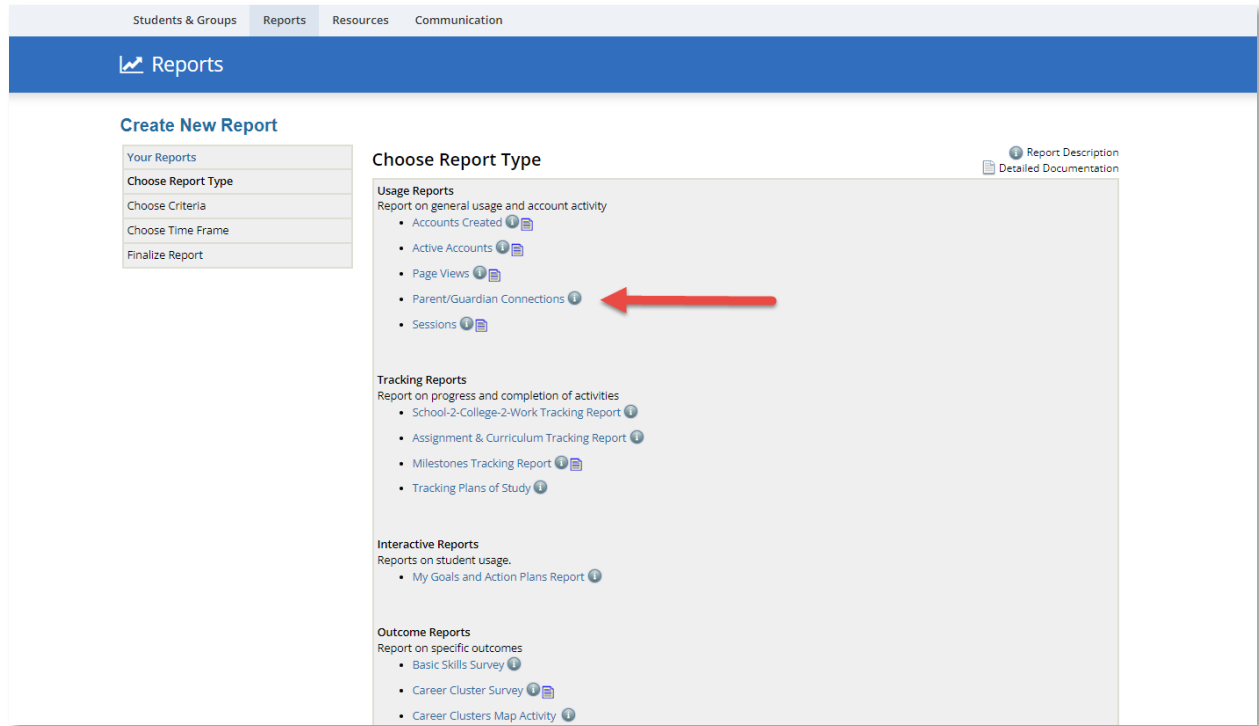 Students & Groups Reports Resources Communication
Reports
Create New Report
Your Reports
Choose Report Type
Choose Criteria
Choose Time Frame
Finalize Report
Choose Report Type
Report Description
Detailed Documentation
Usage Reports
Report on general usage and account activity
Accounts Created
Active Accounts
Page Views
Parent/Guardian Connections
Sessions
Tracking Reports
Report on progress and completion of activities
School-2-College-2-Work Tracking Report
Assignment & Curriculum Tracking Report
Milestones Tracking Report
Tracking Plans of Study
Interactive Reports
Reports on student usage.
My Goals and Action Plans Report
Outcome Reports
Report on specific outcomes
Basic Skills Survey
Career Cluster Survey
Career Clusters Map Activity